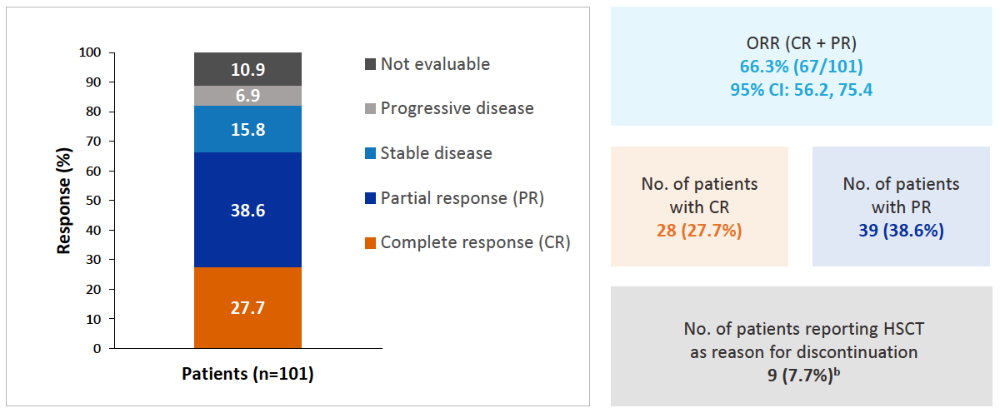 Response (%)
100
90
80
70
60
50
40
30
20
10
0
10.9
6.9
15.8
38.6
27.7
Patients (n=101)
Not evaluable
Progressive disease
Stable disease
Partial response (PR)
Complete response (CR)
ORR (CR + PR)
66.3% (67/101)
95% CI: 56.2, 75.4
No. of patients
with CR
28 (27.7%)
No. of patients
with PR
39 (38.6%)
No. of patients reporting HSCT
as reason for discontinuation
9 (7.7%)ᵇ